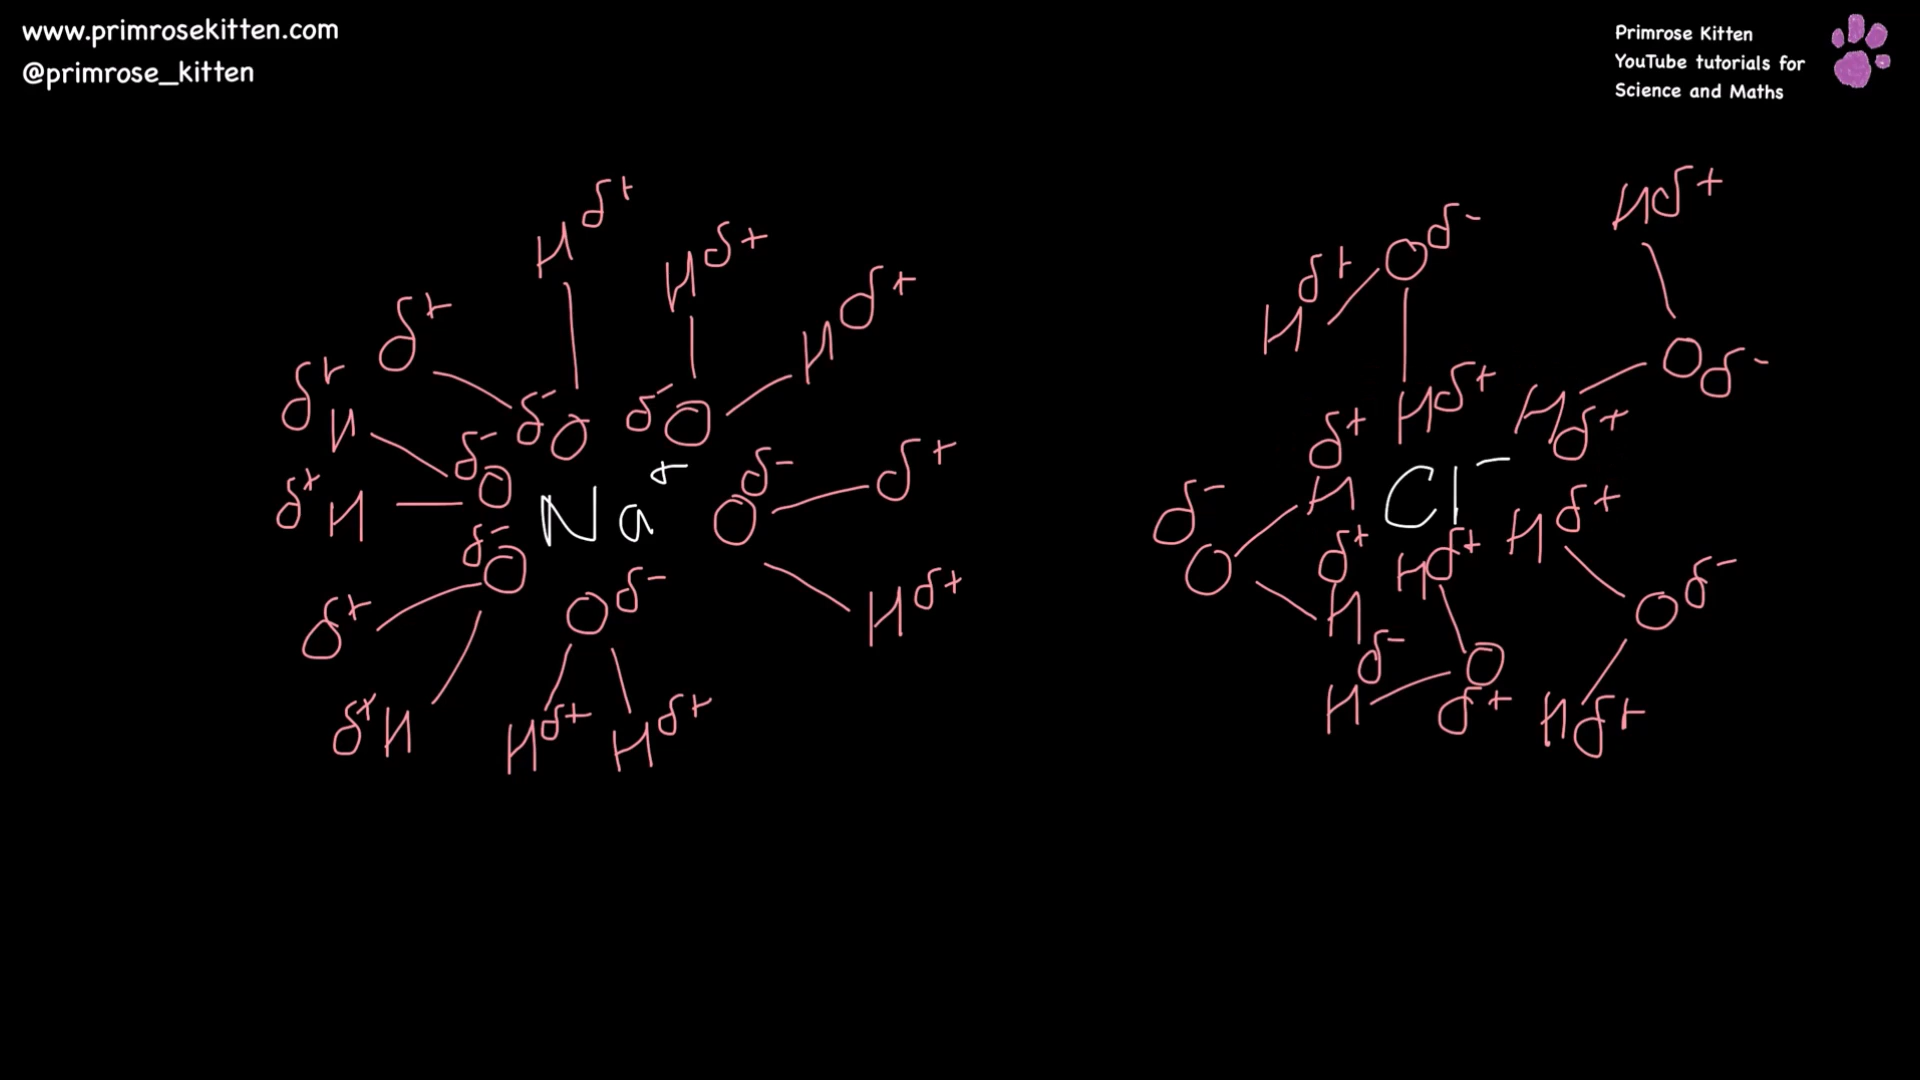 www.primrosekitten.com
@primrose_kitten
Primrose Kitten
YouTube tutorials for
Science and Maths
H δ+
H δ+
H δ+
δ+
δ+ H
δ- O
δ- O
δ- O
δ+ H
Na+
O δ-
δ+
δ- O
H δ+
δ+
O δ-
δ+ H
H δ+
H δ+
H δ+
O δ-
H δ+
O δ-
H δ+
H δ+
δ+ H
Cl-
H δ+
δ- O
δ+ H
H δ+
O δ-
δ- H
O δ+
H δ+